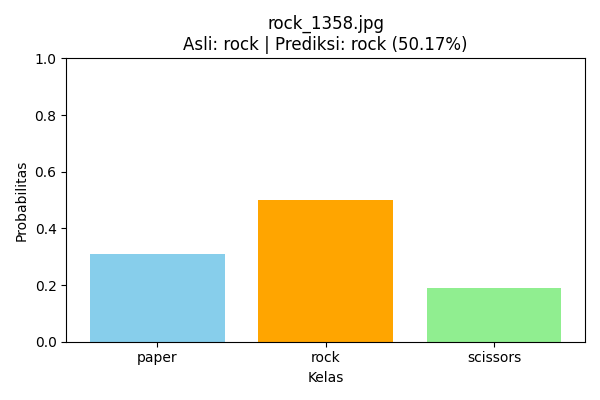 rock_1358.jpg
Asli: rock | Prediksi: rock (50.17%)
1.0
0.8
0.6
0.4
0.2
0.0
Probabilitas
paper rock scissors
Kelas